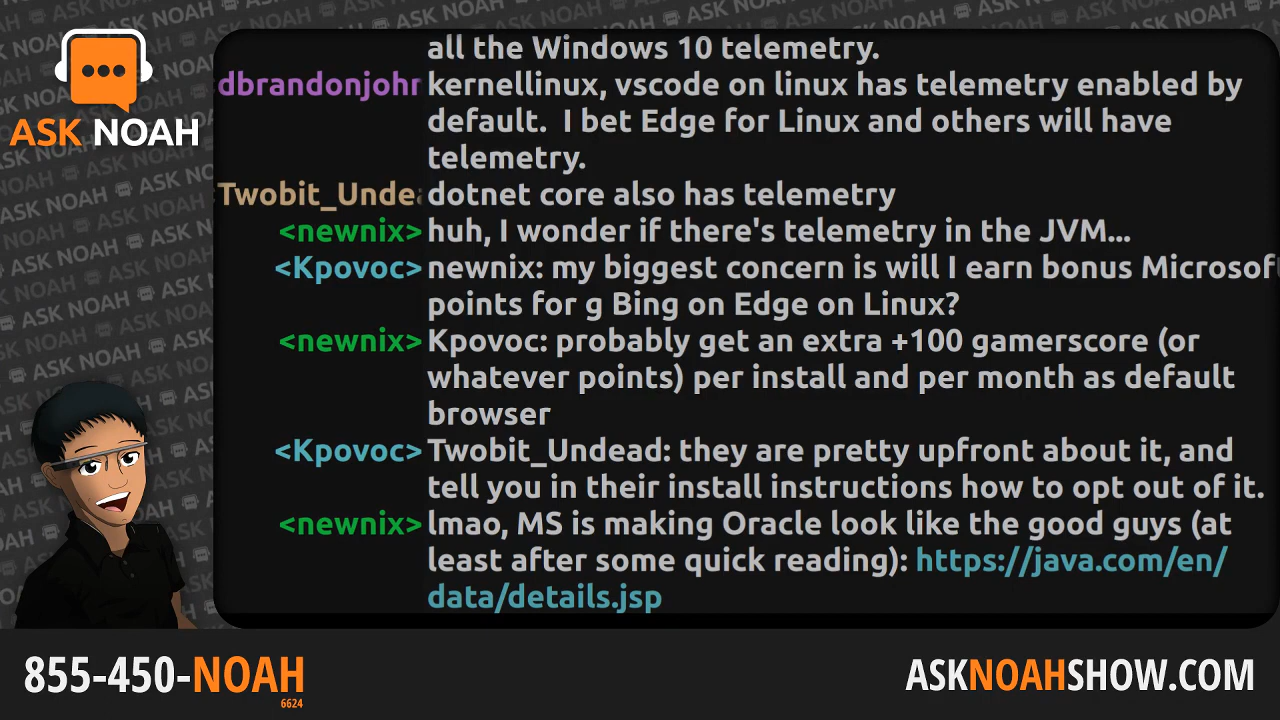 ASK NOAH
all the Windows 10 telemetry.
dbrandonjohn kernellinux, vscode on linux has telemetry enabled by
default.  I bet Edge for Linux and others will have
telemetry.
Twobit_Undea dotnet core also has telemetry
<newnix> huh, I wonder if there's telemetry in the JVM...
<Kpovoc> newnix: my biggest concern is will I earn bonus Microsof
points for g Bing on Edge on Linux?
<newnix> Kpovoc: probably get an extra +100 gamerscore (or
whatever points) per install and per month as default
browser
<Kpovoc> Twobit_Undead: they are pretty upfront about it, and
tell you in their install instructions how to opt out of it.
<newnix> lmao, MS is making Oracle look like the good guys (at
least after some quick reading): https://java.com/en/
data/details.jsp
855-450-NOAH
6624
ASKNOAHSHOW.COM